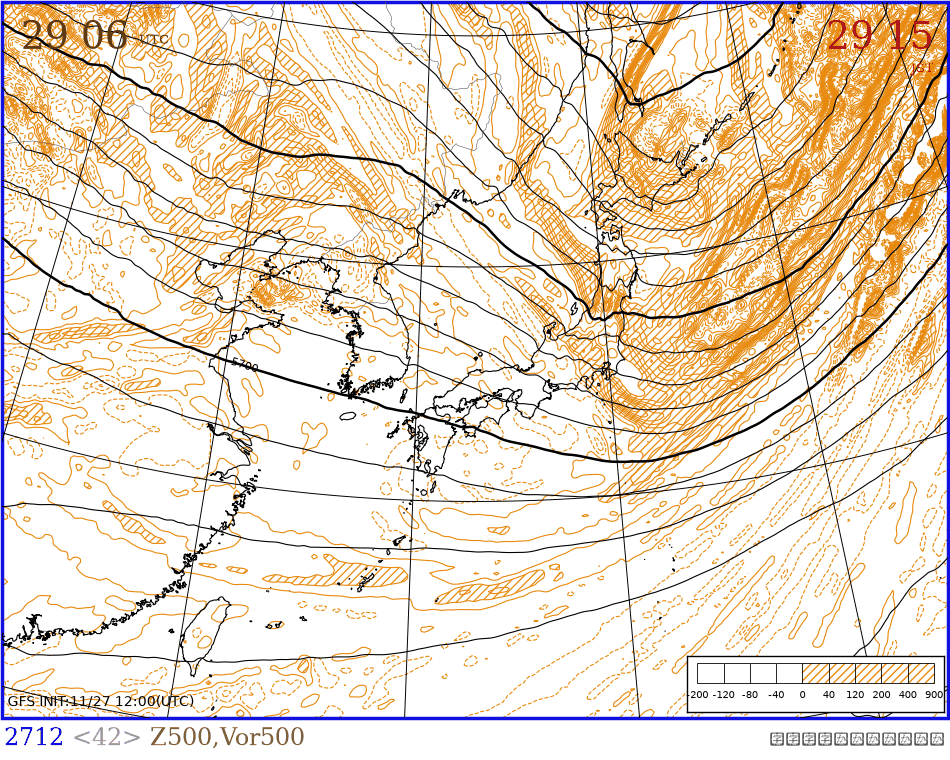 29 06 UTC
29 15
JST
5700
-200 -120 -80 -40 0 40 120 200 400 900
GFS INIT:11/27 12:00(UTC)
2712 <42> Z500,Vor500